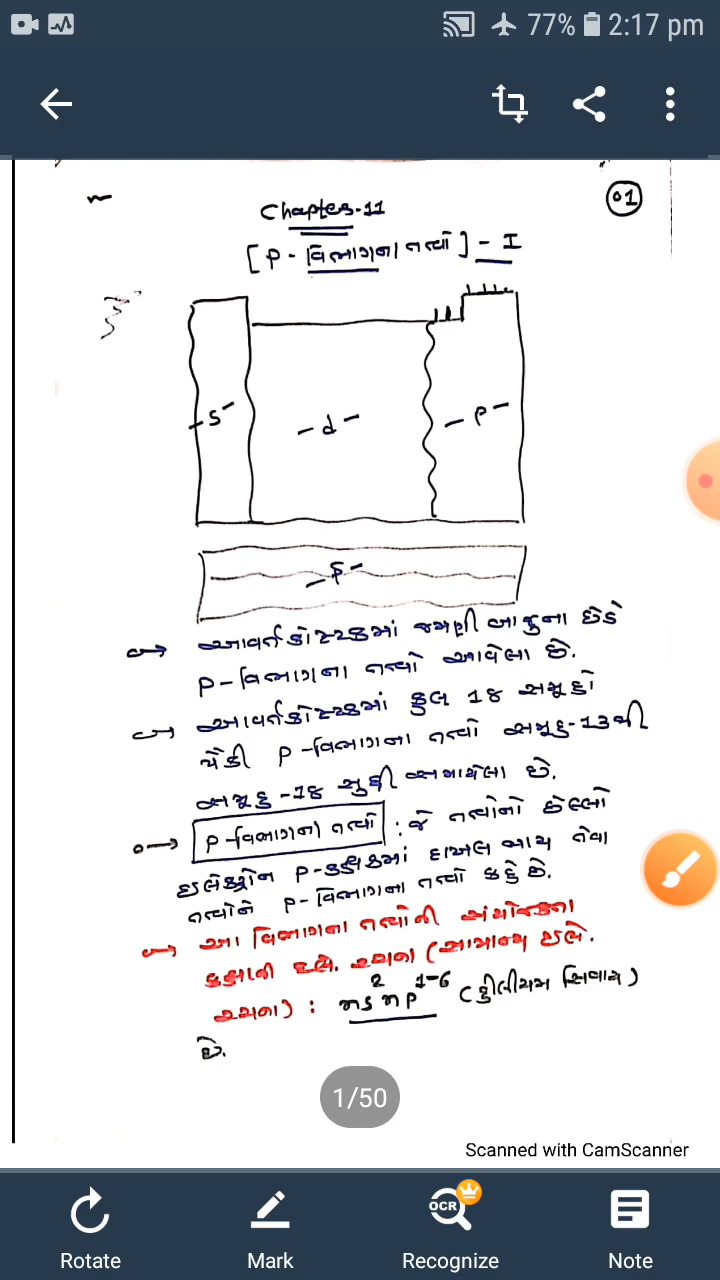 77% 2:17 pm
01
Chapter-11
[P-વિભાગના તત્વો] - I
-s-
-d-
-p-
-f-
આવર્તકોષ્ટકમાં જમણી બાજુના છેડે
P-વિભાગના તત્વો આવેલા છે.
આવર્તકોષ્ટકમાં કુલ 18 સમૂહો
પૈકી P-વિભાગના તત્વો સમૂહ-13થી
સમૂહ-18 સુધી સમાયેલા છે.
P-વિભાગના તત્વો : જે તત્વોનો છેલ્લો
ઇલેક્ટ્રોન P-કક્ષકમાં દાખલ થાય તેવા
તત્વોને P-વિભાગના તત્વો કહે છે.
આ વિભાગના તત્વોની સંયોજકતા
કક્ષાની ઇલે. રચના (સામાન્ય ઇલે.
રચના) : ns² np¹⁻⁶ (હીલીયમ સિવાય)
છે.
1/50
Scanned with CamScanner
OCR
Rotate Mark Recognize Note